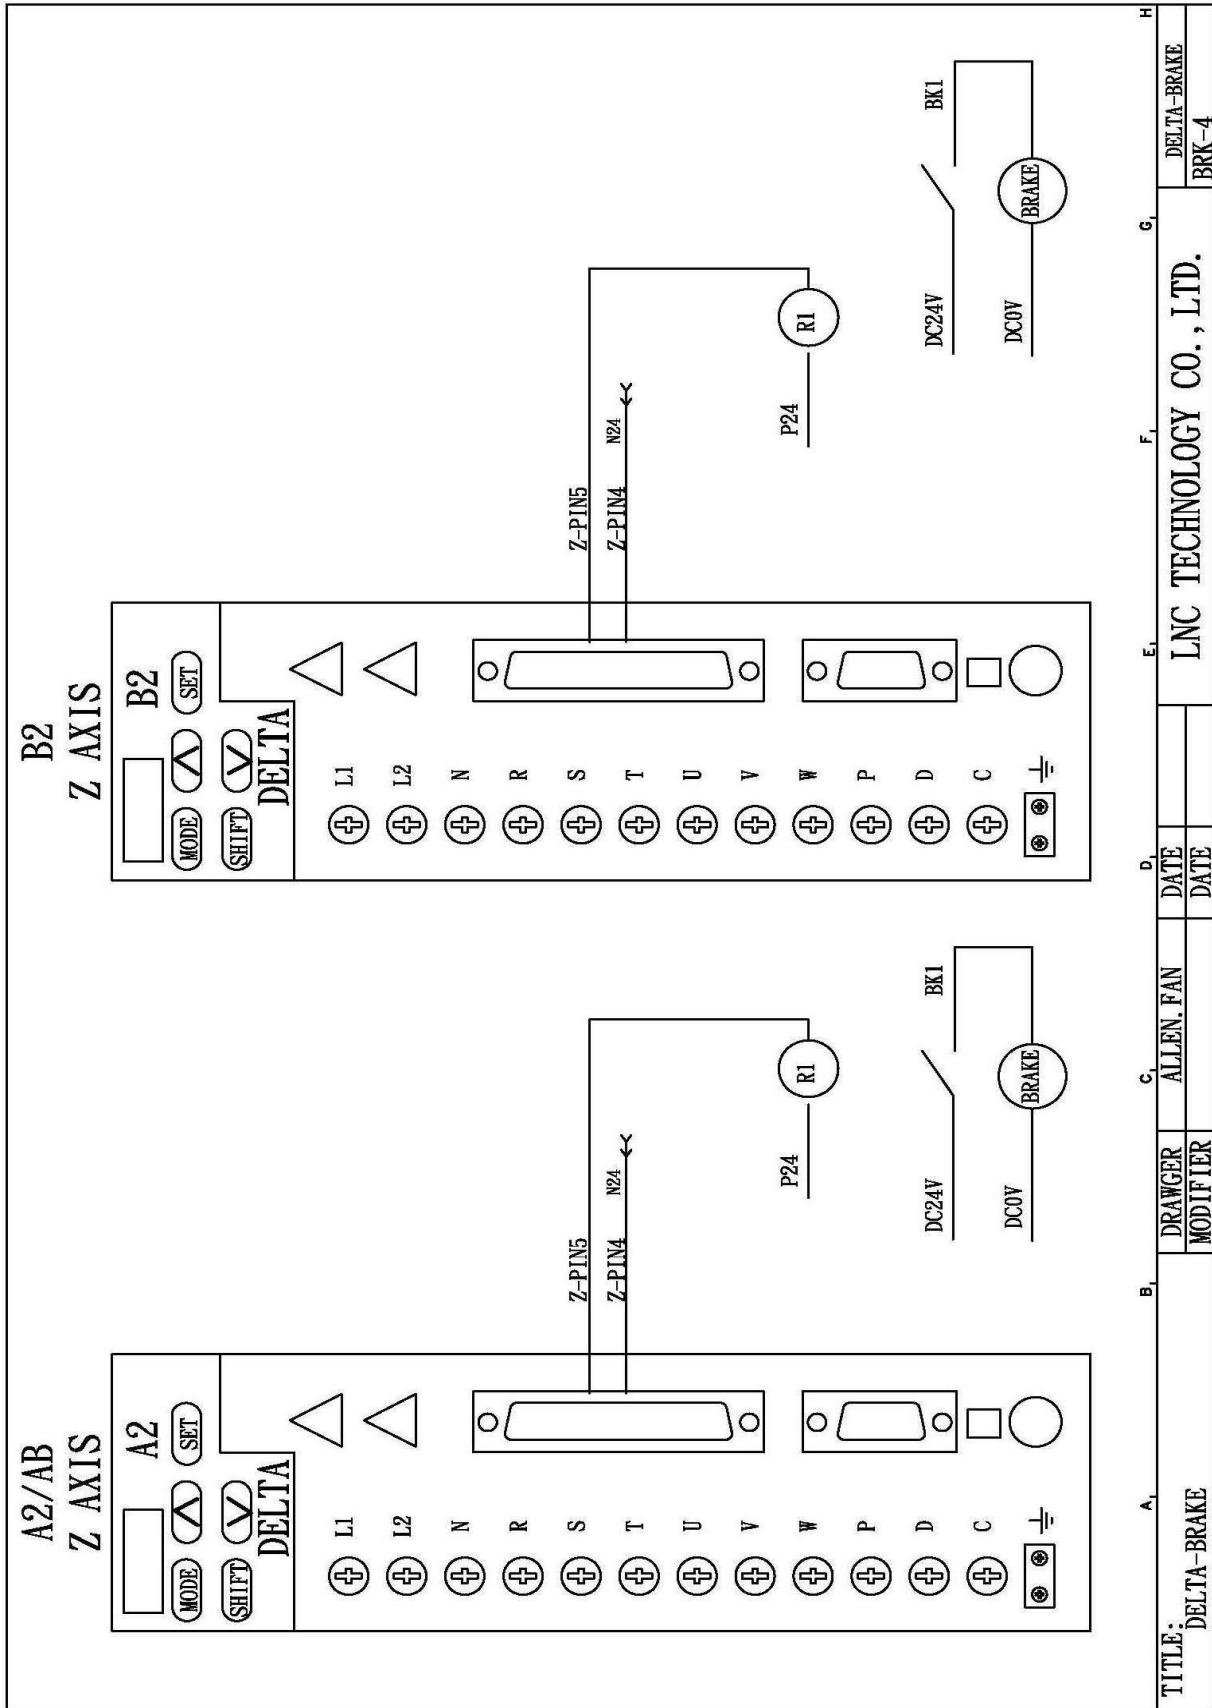 A2/AB
Z AXIS
A2
MODE
SET
SHIFT
DELTA
L1
L2
N
R
S
T
U
V
W
P
D
C
Z-PIN5
Z-PIN4
N24
P24
R1
DC24V
BK1
DC0V
BRAKE
B2
Z AXIS
B2
MODE
SET
SHIFT
DELTA
L1
L2
N
R
S
T
U
V
W
P
D
C
Z-PIN5
Z-PIN4
N24
P24
R1
DC24V
BK1
DC0V
BRAKE
A B C D E F G H
TITLE:
DELTA-BRAKE
DRAWGER ALLEN.FAN DATE
MODIFIER DATE
LNC TECHNOLOGY CO.,LTD.
DELTA-BRAKE
BRK-4